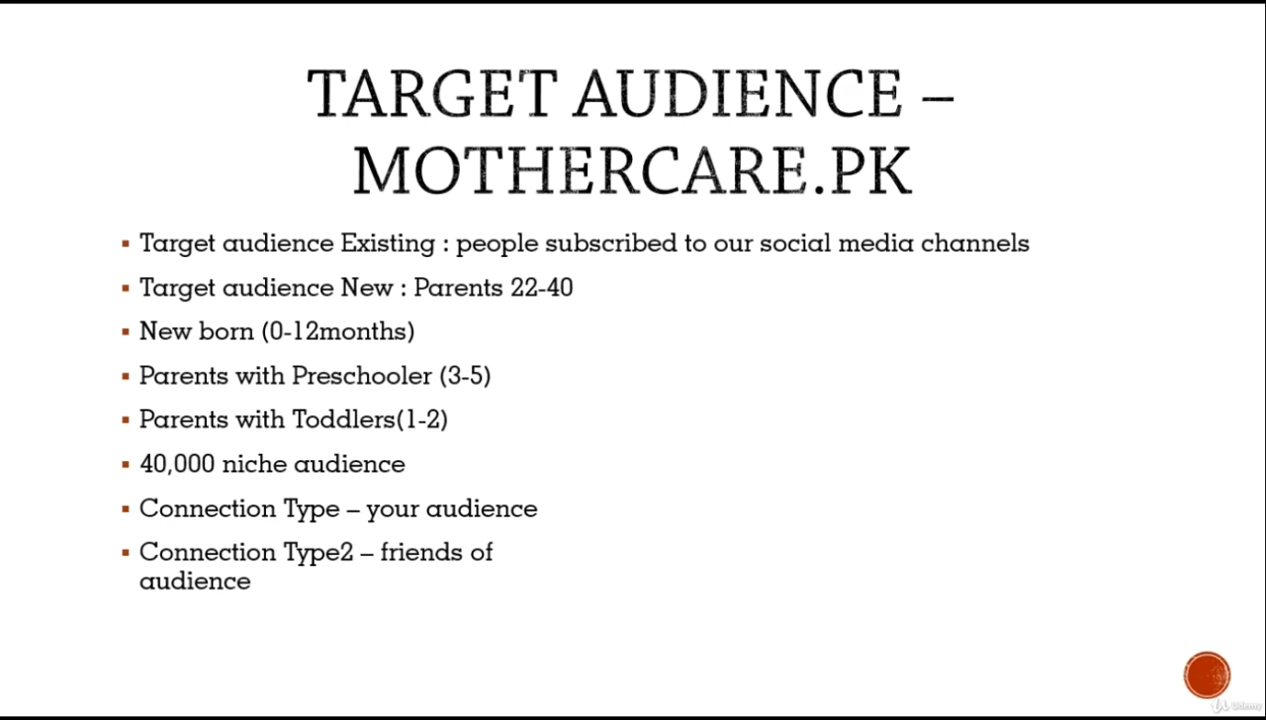 TARGET AUDIENCE –
MOTHERCARE.PK
▪ Target audience Existing : people subscribed to our social media channels
▪ Target audience New : Parents 22-40
▪ New born (0-12months)
▪ Parents with Preschooler (3-5)
▪ Parents with Toddlers(1-2)
▪ 40,000 niche audience
▪ Connection Type – your audience
▪ Connection Type2 – friends of
audience
Udemy